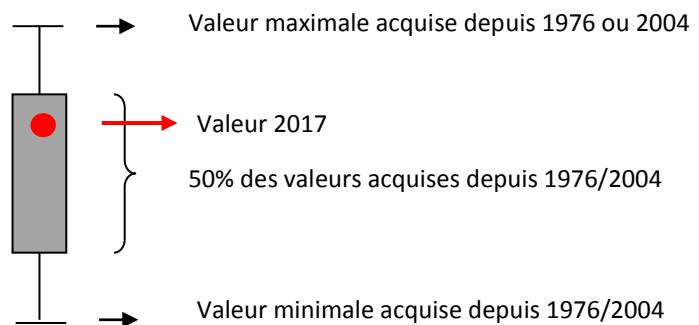 Valeur maximale acquise depuis 1976 ou 2004
Valeur 2017
50% des valeurs acquises depuis 1976/2004
Valeur minimale acquise depuis 1976/2004